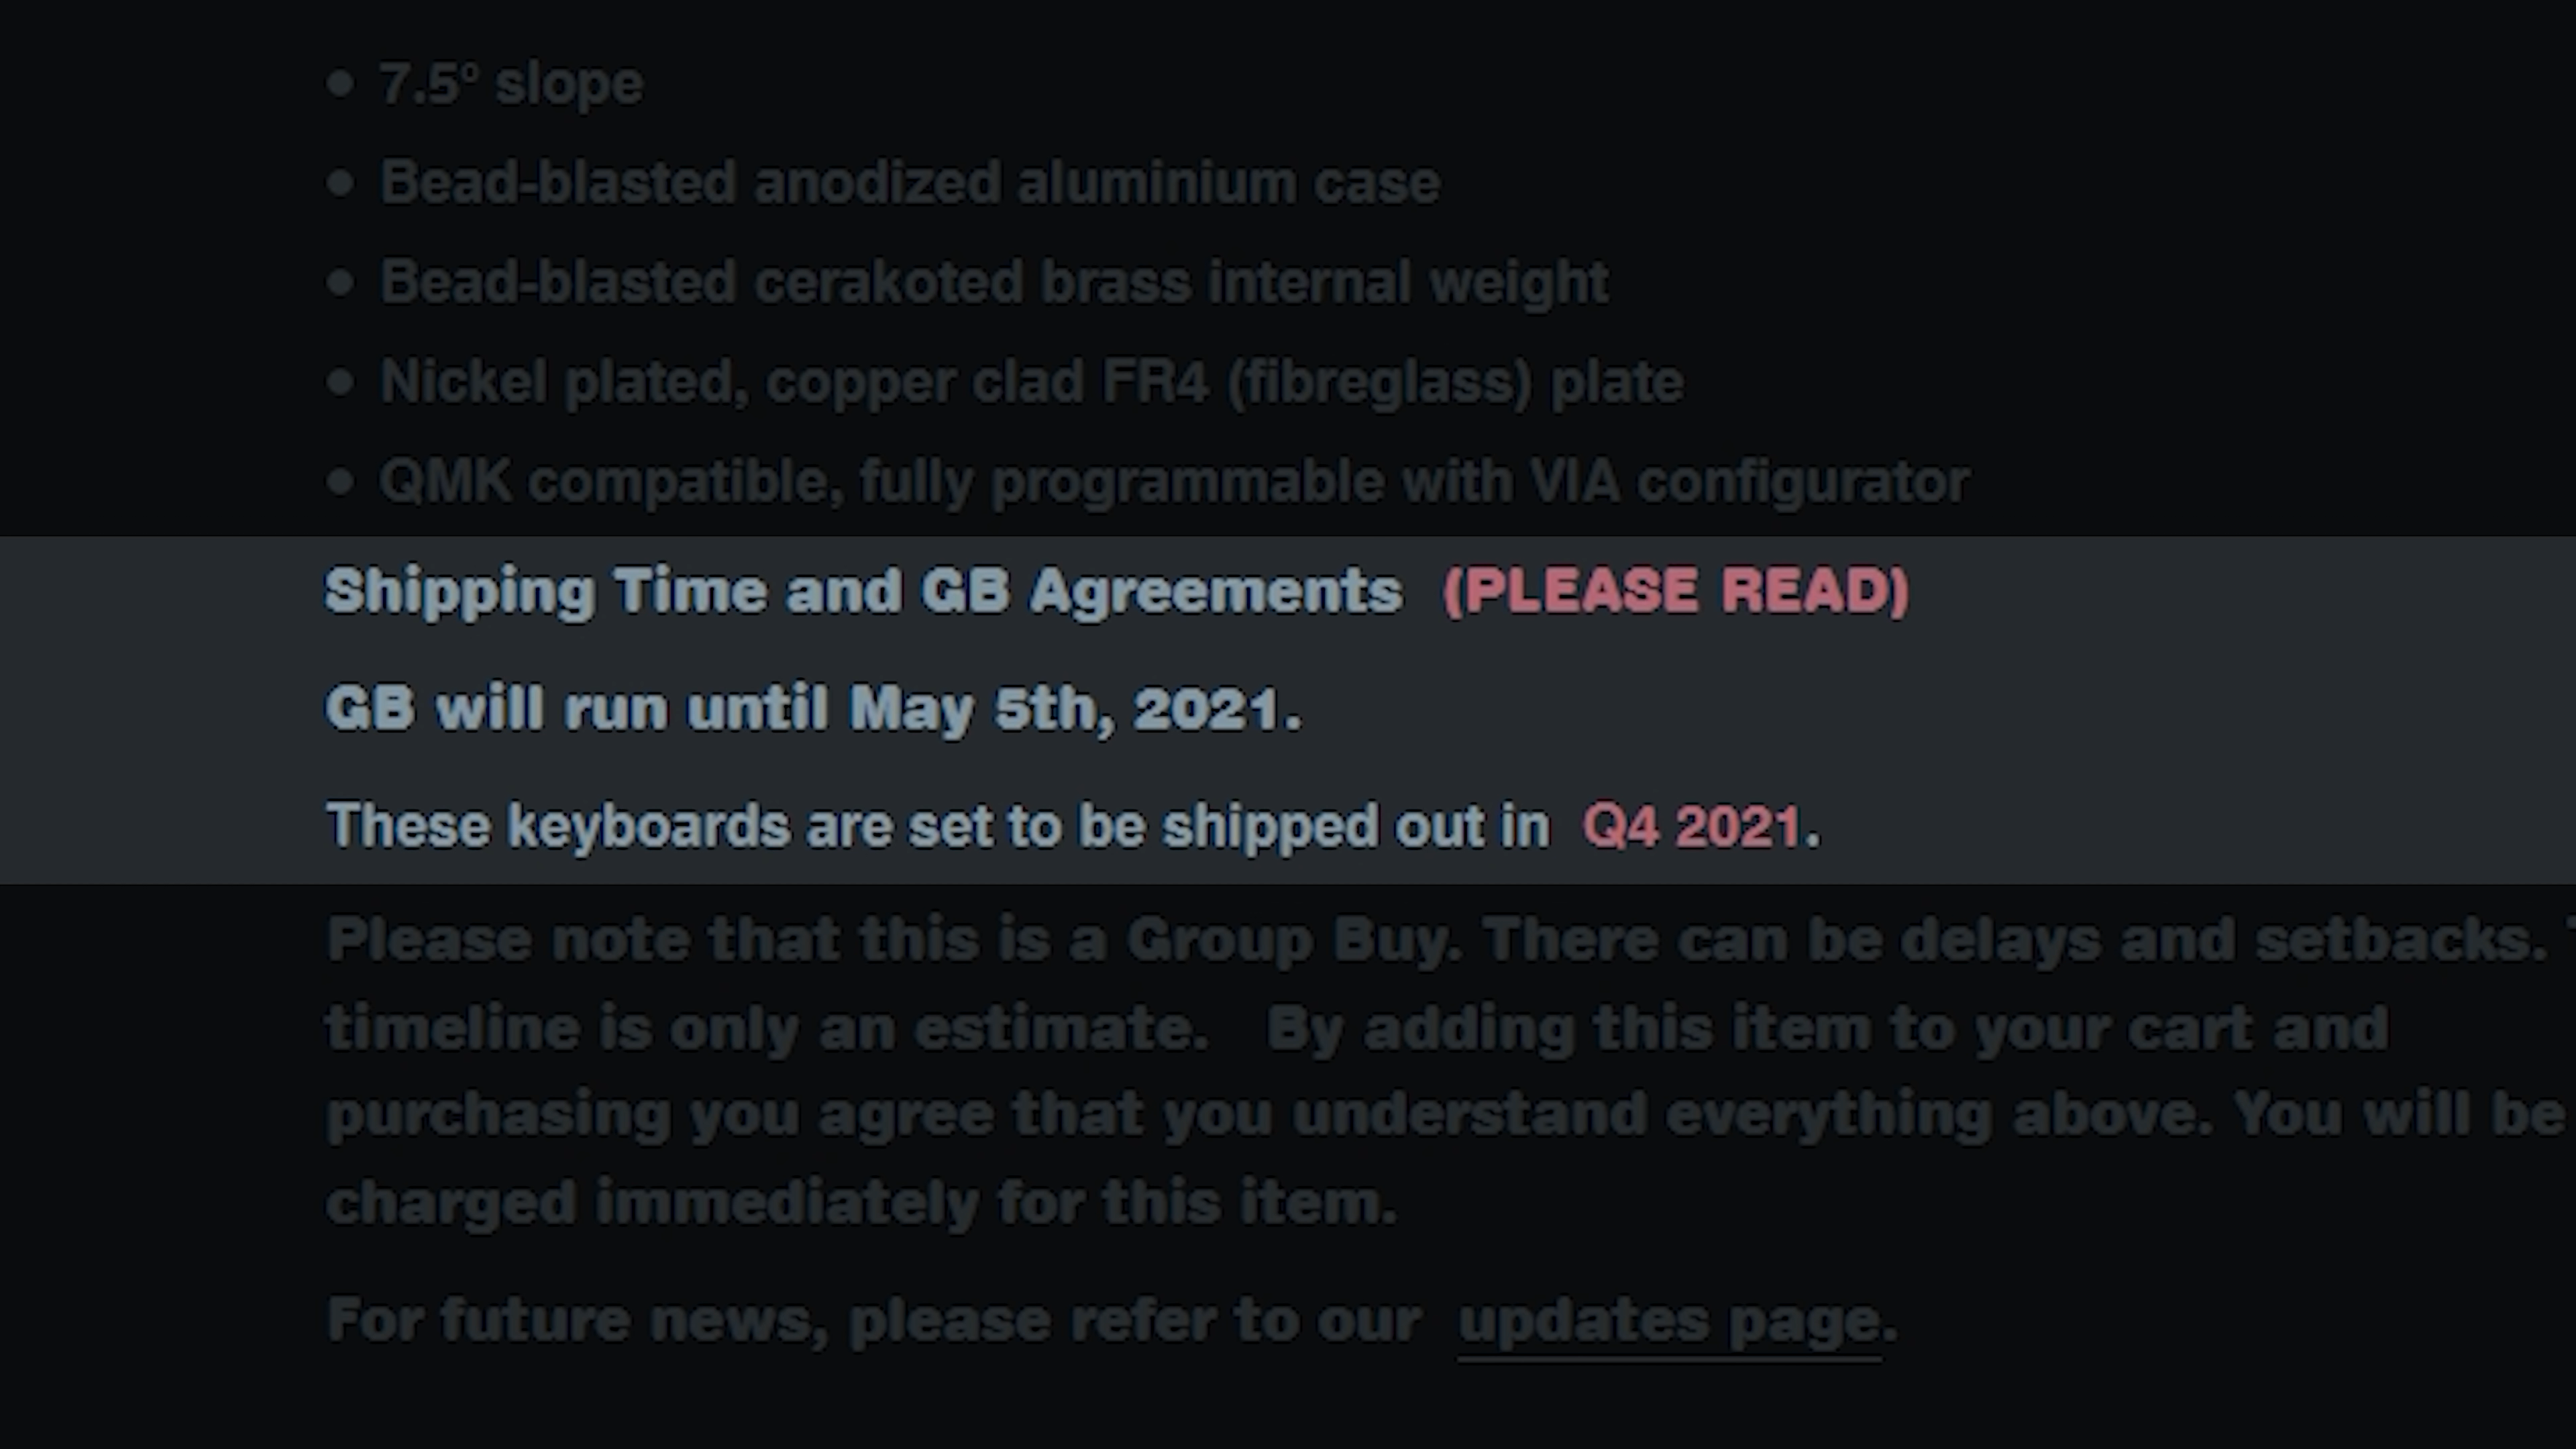 • 7.5º slope
• Bead-blasted anodized aluminium case
• Bead-blasted cerakoted brass internal weight
• Nickel plated, copper clad FR4 (fibreglass) plate
• QMK compatible, fully programmable with VIA configurator
Shipping Time and GB Agreements (PLEASE READ)
GB will run until May 5th, 2021.
These keyboards are set to be shipped out in Q4 2021.
Please note that this is a Group Buy. There can be delays and setbacks.
timeline is only an estimate. By adding this item to your cart and
purchasing you agree that you understand everything above. You will be
charged immediately for this item.
For future news, please refer to our updates page.